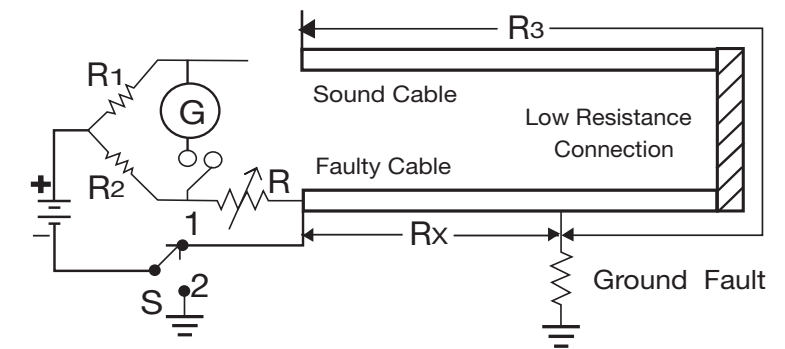 R3
R1
G
Sound Cable
Low Resistance
Connection
Faulty Cable
R2
R
+
−
1
Rx
S
2
Ground Fault